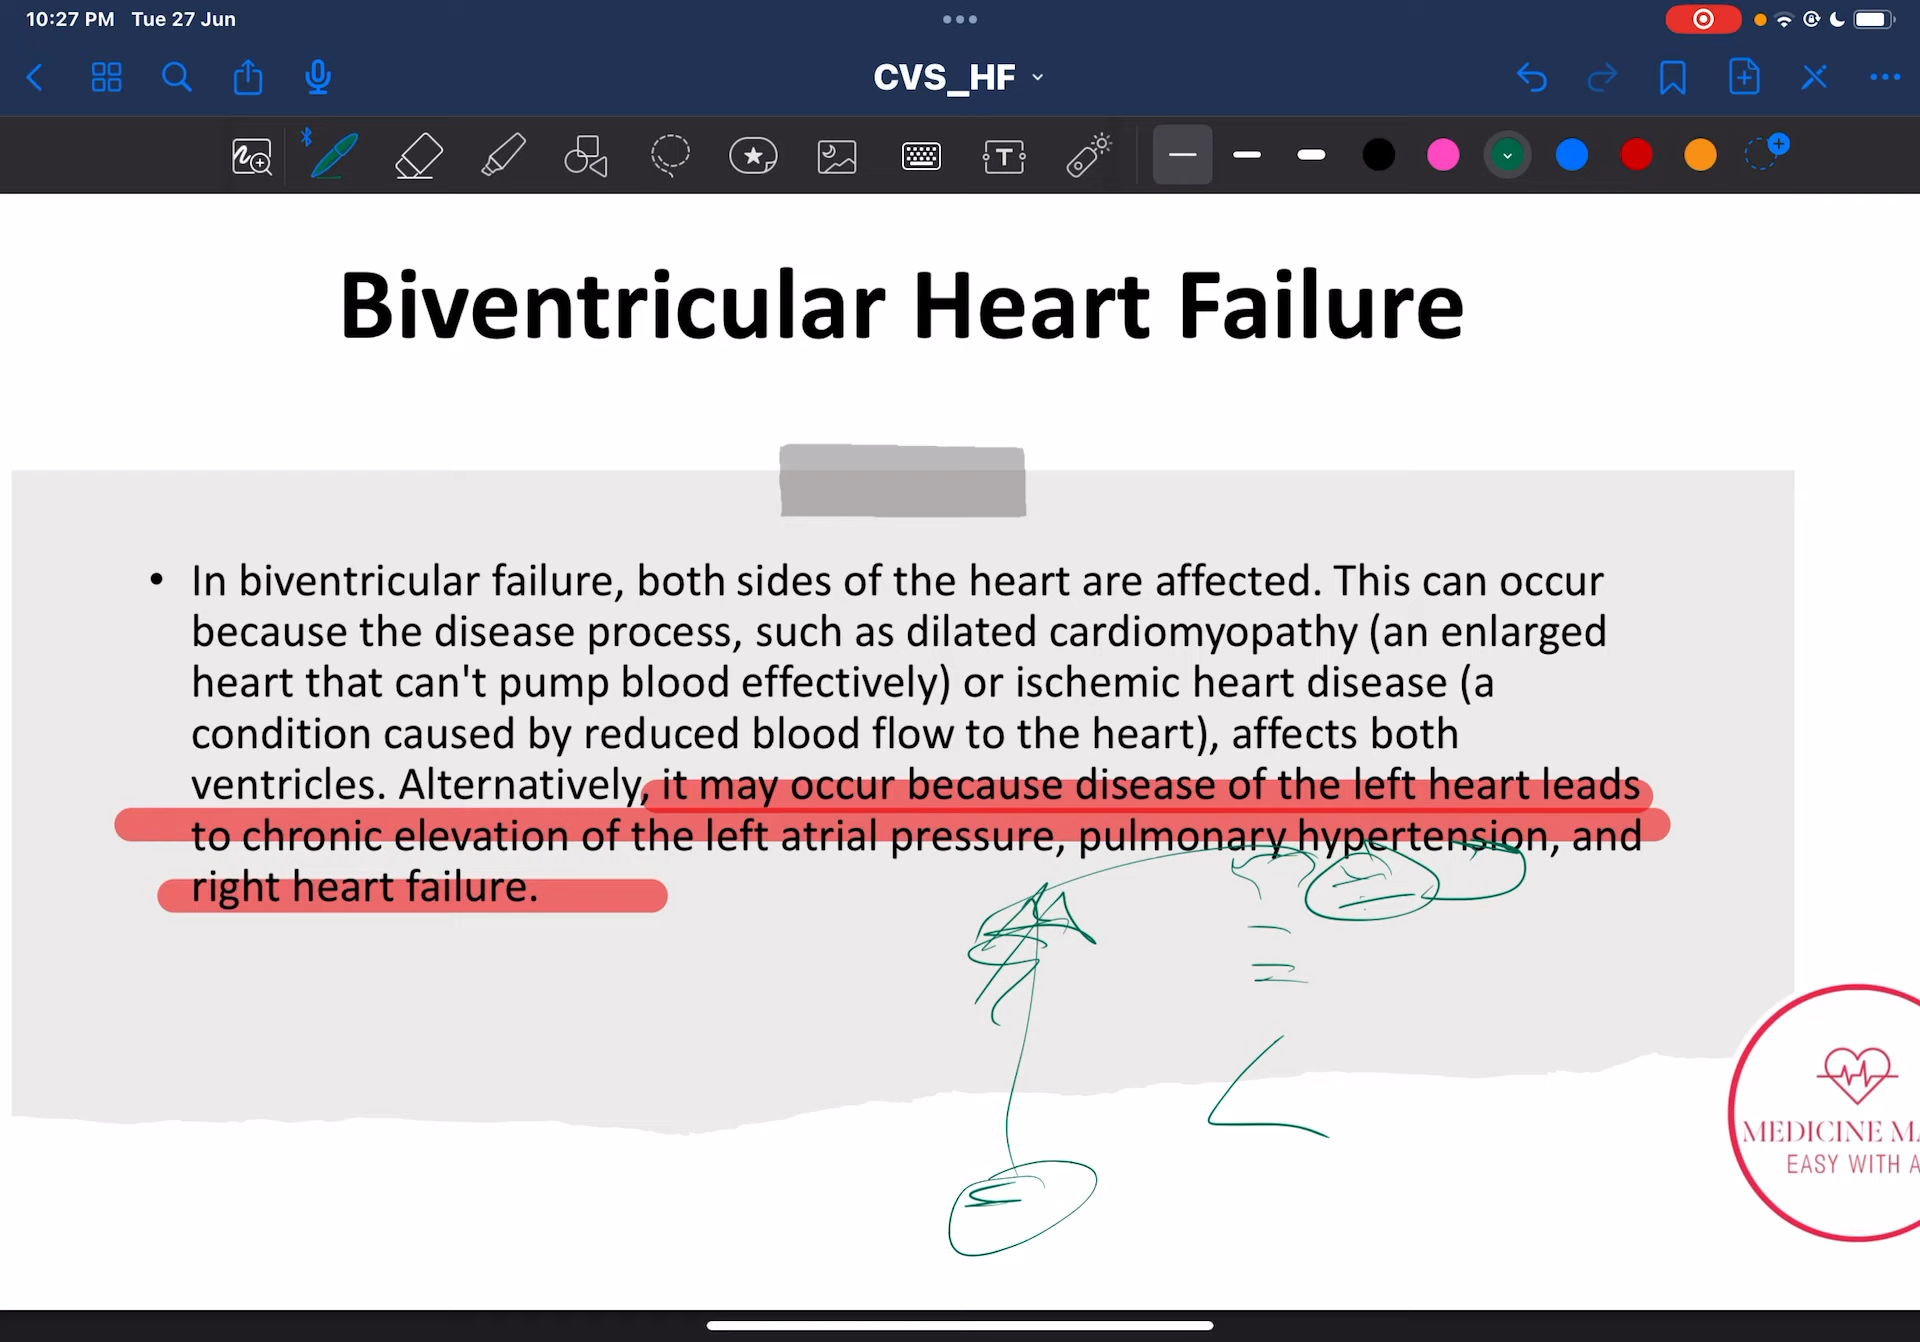 10:27 PM Tue 27 Jun
CVS_HF
T
Biventricular Heart Failure
• In biventricular failure, both sides of the heart are affected. This can occur
because the disease process, such as dilated cardiomyopathy (an enlarged
heart that can't pump blood effectively) or ischemic heart disease (a
condition caused by reduced blood flow to the heart), affects both
ventricles. Alternatively, it may occur because disease of the left heart leads
to chronic elevation of the left atrial pressure, pulmonary hypertension, and
right heart failure.
MEDICINE MA
EASY WITH A